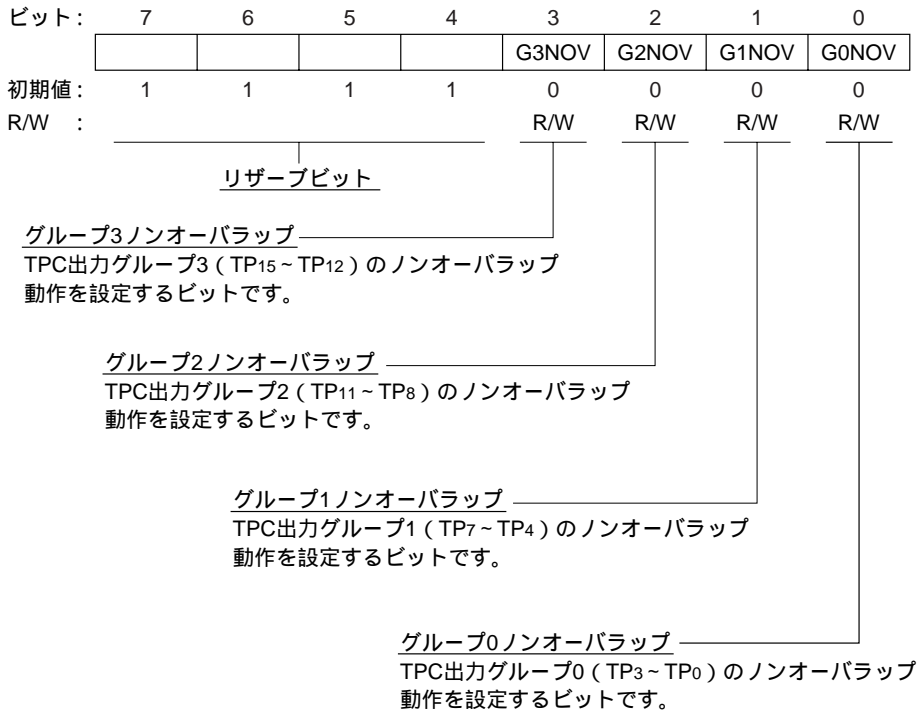 ビット: 7 6 5 4 3 2 1 0
G3NOV G2NOV G1NOV G0NOV
初期値: 1 1 1 1 0 0 0 0
R/W : R/W R/W R/W R/W
リザーブビット
グループ3ノンオーバラップ
TPC出力グループ3(TP15~TP12)のノンオーバラップ
動作を設定するビットです。
グループ2ノンオーバラップ
TPC出力グループ2(TP11~TP8)のノンオーバラップ
動作を設定するビットです。
グループ1ノンオーバラップ
TPC出力グループ1(TP7~TP4)のノンオーバラップ
動作を設定するビットです。
グループ0ノンオーバラップ
TPC出力グループ0(TP3~TP0)のノンオーバラップ
動作を設定するビットです。